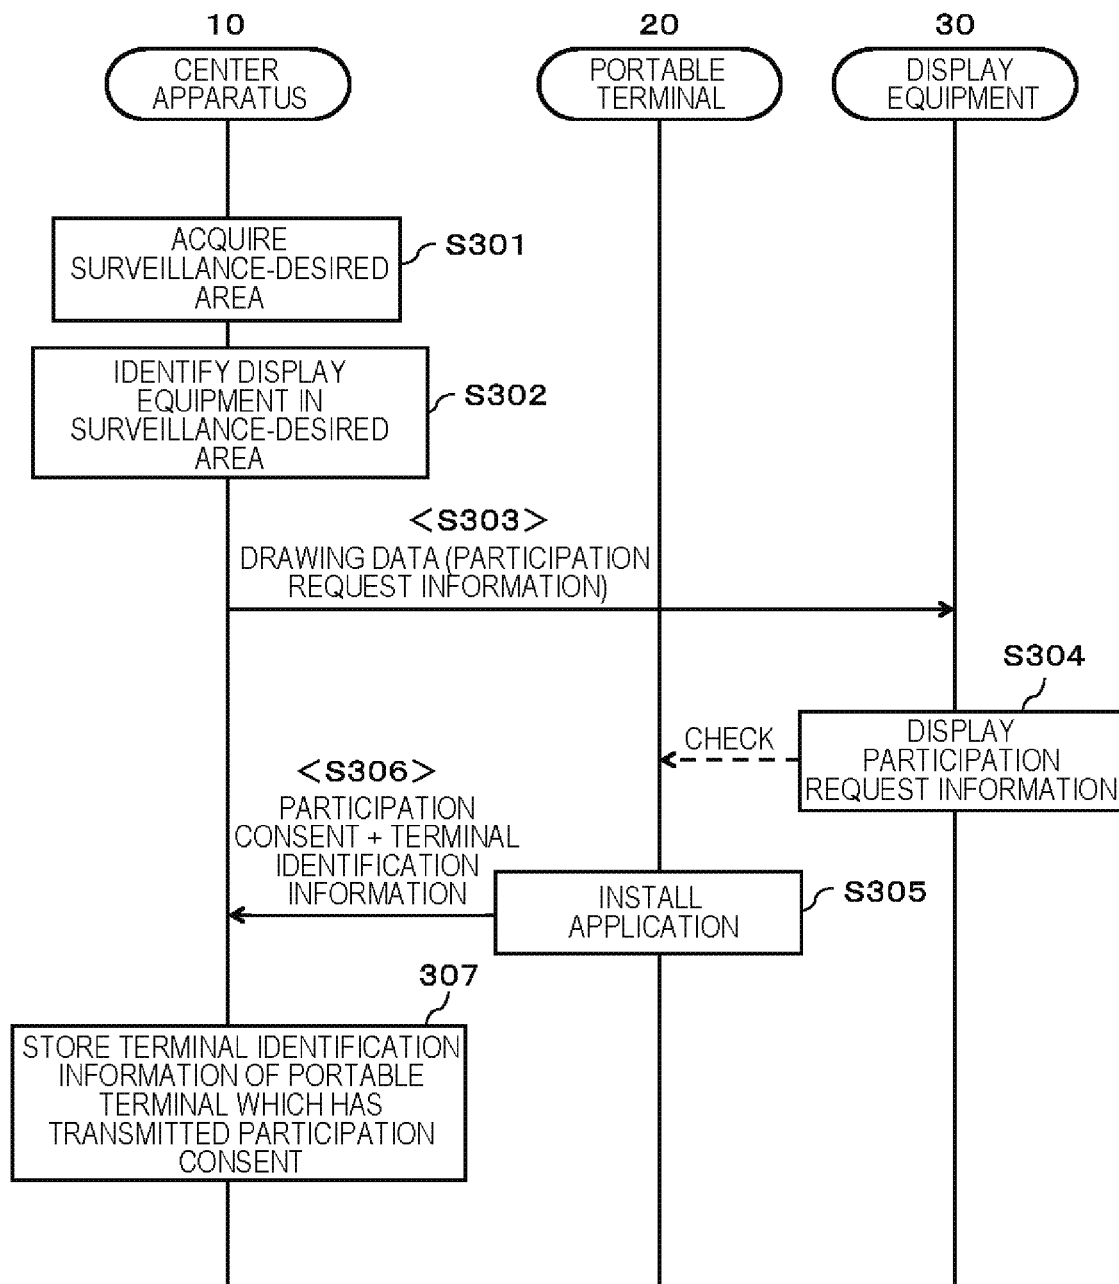 10
20
30
CENTER
APPARATUS
PORTABLE
TERMINAL
DISPLAY
EQUIPMENT
ACQUIRE
SURVEILLANCE-DESIRED
AREA
S301
IDENTIFY DISPLAY
EQUIPMENT IN
SURVEILLANCE-DESIRED
AREA
S302
<S303>
DRAWING DATA (PARTICIPATION
REQUEST INFORMATION)
S304
DISPLAY
PARTICIPATION
REQUEST INFORMATION
CHECK
<S306>
PARTICIPATION
CONSENT + TERMINAL
IDENTIFICATION
INFORMATION
INSTALL
APPLICATION
S305
307
STORE TERMINAL IDENTIFICATION
INFORMATION OF PORTABLE
TERMINAL WHICH HAS
TRANSMITTED PARTICIPATION
CONSENT